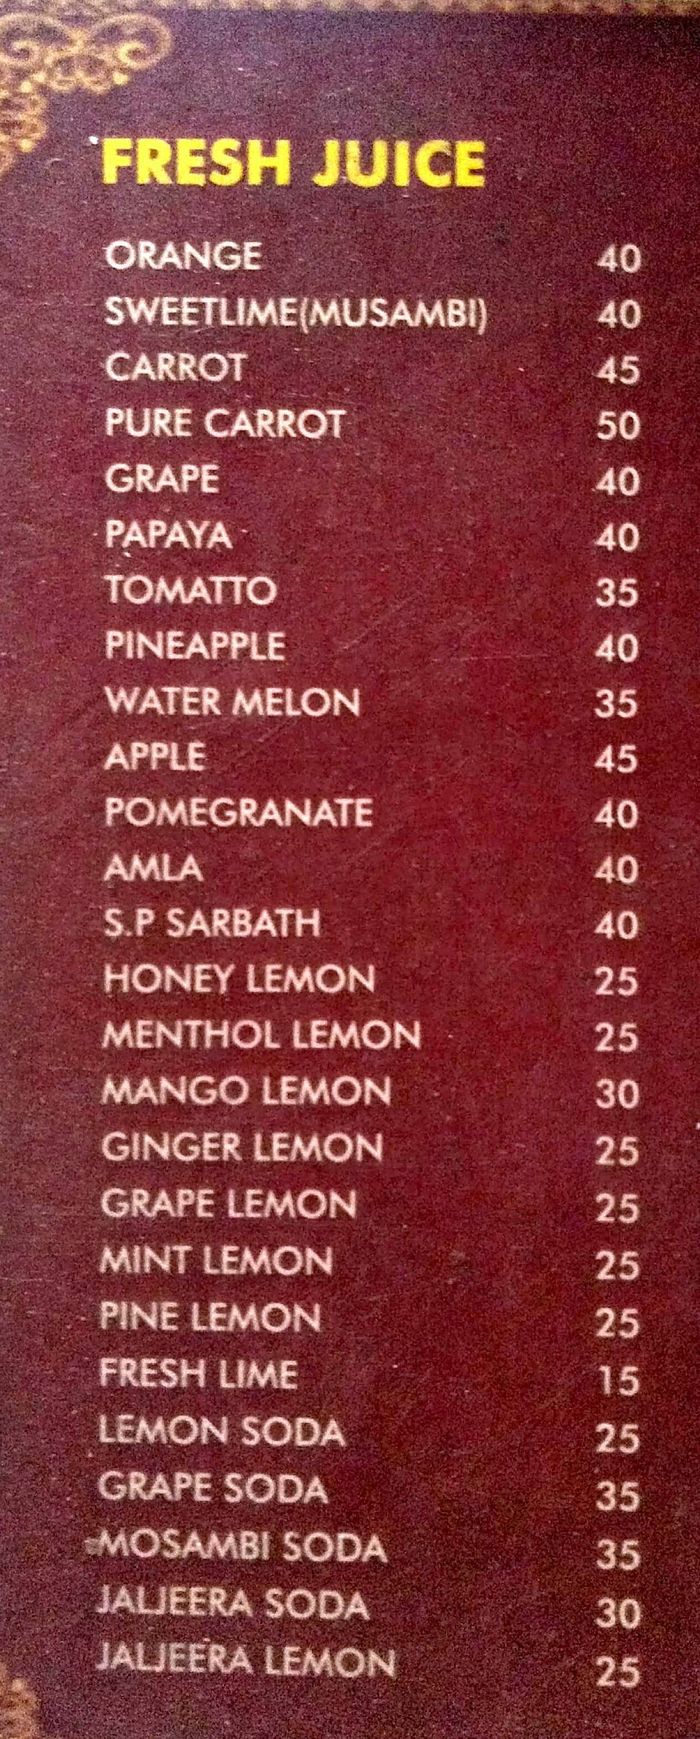 FRESH JUICE
ORANGE 40
SWEETLIME(MUSAMBI) 40
CARROT 45
PURE CARROT 50
GRAPE 40
PAPAYA 40
TOMATTO 35
PINEAPPLE 40
WATER MELON 35
APPLE 45
POMEGRANATE 40
AMLA 40
S.P SARBATH 40
HONEY LEMON 25
MENTHOL LEMON 25
MANGO LEMON 30
GINGER LEMON 25
GRAPE LEMON 25
MINT LEMON 25
PINE LEMON 25
FRESH LIME 15
LEMON SODA 25
GRAPE SODA 35
MOSAMBI SODA 35
JALJEERA SODA 30
JALJEERA LEMON 25